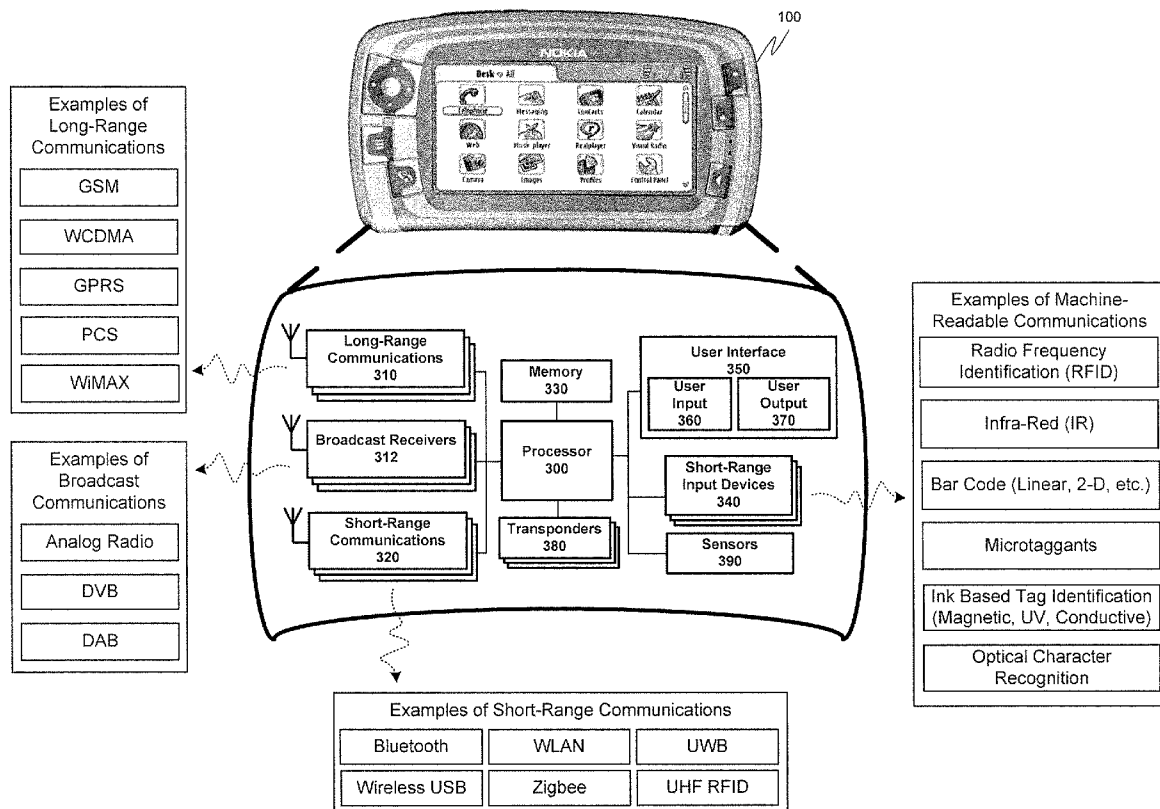 100
NOKIA
Desk
All
Telephone
Messaging
Contacts
Calendar
Web
Music player
Realplayer
Visual Radio
Camera
Images
Profiles
Control Panel
Examples of
Long-Range
Communications
GSM
WCDMA
GPRS
PCS
WiMAX
Examples of
Broadcast
Communications
Analog Radio
DVB
DAB
Long-Range
Communications
310
Broadcast Receivers
312
Short-Range
Communications
320
Memory
330
Processor
300
Transponders
380
User Interface
350
User
Input
360
User
Output
370
Short-Range
Input Devices
340
Sensors
390
Examples of Machine-
Readable Communications
Radio Frequency
Identification (RFID)
Infra-Red (IR)
Bar Code (Linear, 2-D, etc.)
Microtaggants
Ink Based Tag Identification
(Magnetic, UV, Conductive)
Optical Character
Recognition
Examples of Short-Range Communications
Bluetooth
WLAN
UWB
Wireless USB
Zigbee
UHF RFID